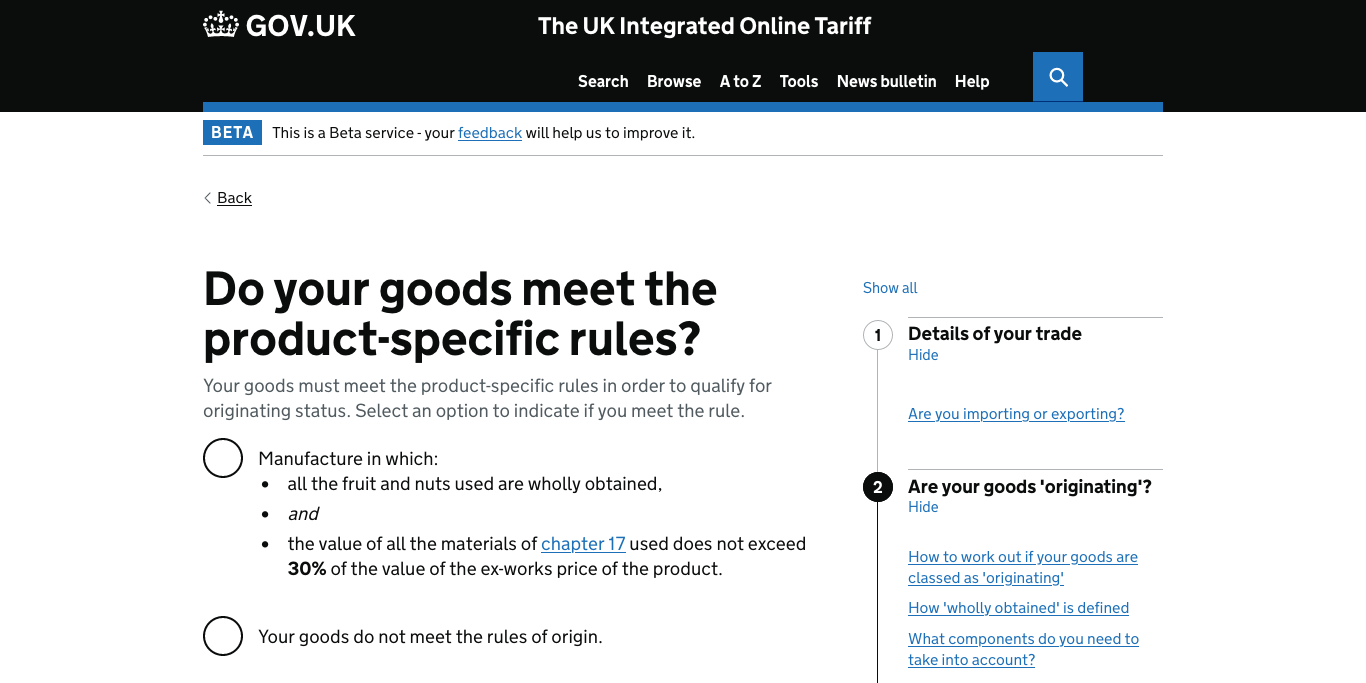 GOV.UK
The UK Integrated Online Tariff
Search Browse A to Z Tools News bulletin Help
BETA This is a Beta service - your feedback will help us to improve it.
Back
Do your goods meet the
product-specific rules?
Your goods must meet the product-specific rules in order to qualify for
originating status. Select an option to indicate if you meet the rule.
Manufacture in which:
• all the fruit and nuts used are wholly obtained,
• and
• the value of all the materials of chapter 17 used does not exceed
30% of the value of the ex-works price of the product.
Your goods do not meet the rules of origin.
Show all
1 Details of your trade
Hide
Are you importing or exporting?
2 Are your goods 'originating'?
Hide
How to work out if your goods are
classed as 'originating'
How 'wholly obtained' is defined
What components do you need to
take into account?